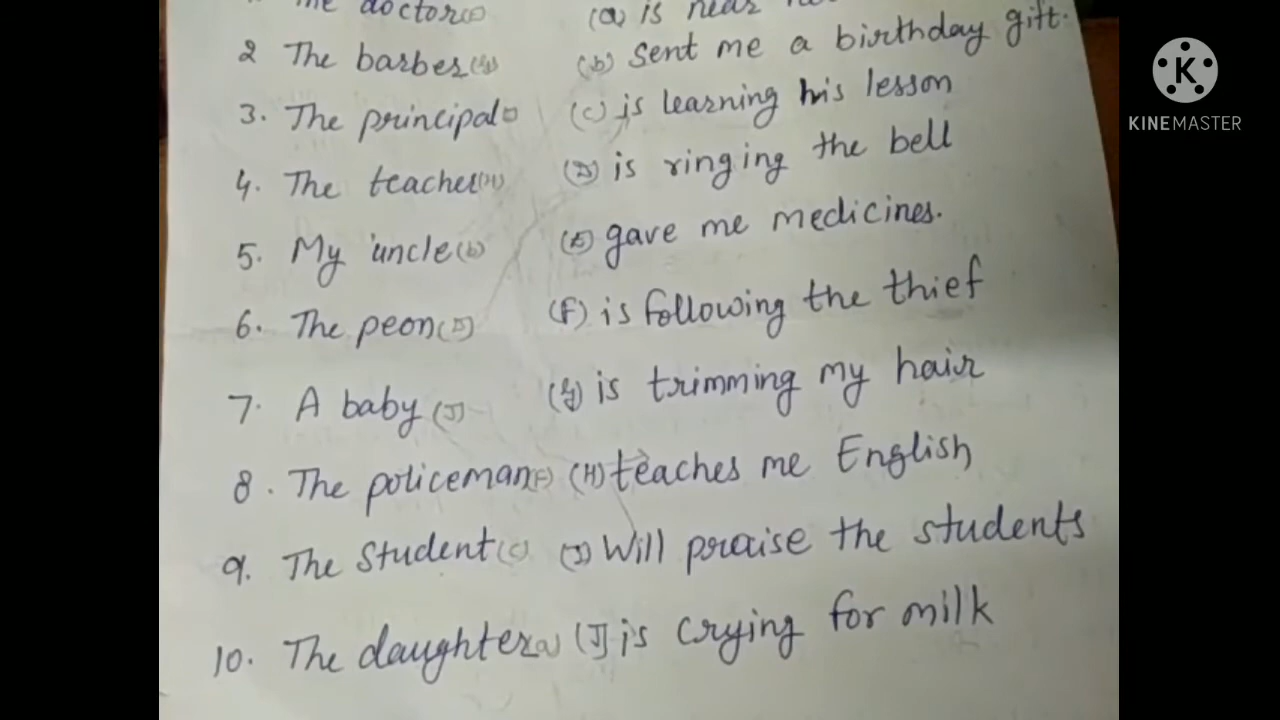 The doctor (E) (a) is near
2 The barber (g) (b) Sent me a birthday gift.
3. The principal (c) is learning his lesson
4. The teacher (H) (D) is ringing the bell
5. My uncle (b) (E) gave me medicines.
6. The peon (D) (F) is following the thief
7. A baby (J) (g) is trimming my hair
8. The policeman (F) (H) teaches me English
9. The Student (c) (I) Will praise the students
10. The daughter (a) (J) is crying for milk
K
KINEMASTER